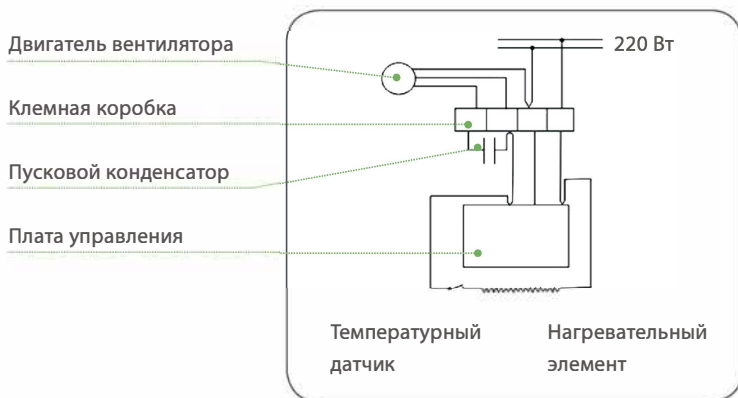 Двигатель вентилятора
220 Вт
Клемная коробка
Пусковой конденсатор
Плата управления
Температурный датчик
Нагревательный элемент